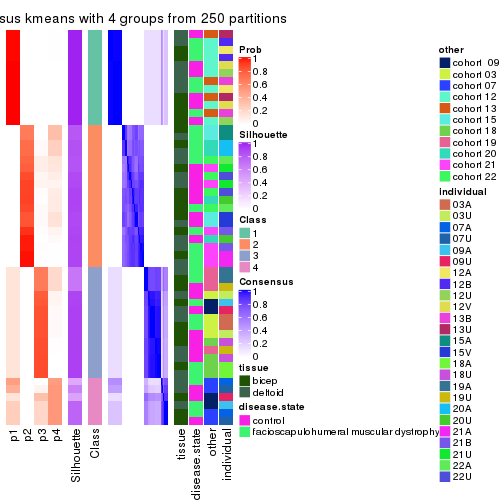 sus kmeans with 4 groups from 250 partitions
Prob
1
0.8
0.6
0.4
0.2
0
Silhouette
1
0.8
0.6
0.4
0.2
0
Class
1
2
3
4
Consensus
1
0.8
0.6
0.4
0.2
0
tissue
bicep
deltoid
disease.state
control
facioscapulohumeral muscular dystrophy
other
cohort 09
cohort 03
cohort 07
cohort 12
cohort 13
cohort 15
cohort 18
cohort 19
cohort 20
cohort 21
cohort 22
individual
03A
03U
07A
07U
09A
09U
12A
12B
12U
12V
13B
13U
15A
15V
18A
18U
19A
19U
20A
20U
21A
21B
21U
22A
22U
p1
p2
p3
p4
Silhouette
Class
tissue
disease.state
other
individual